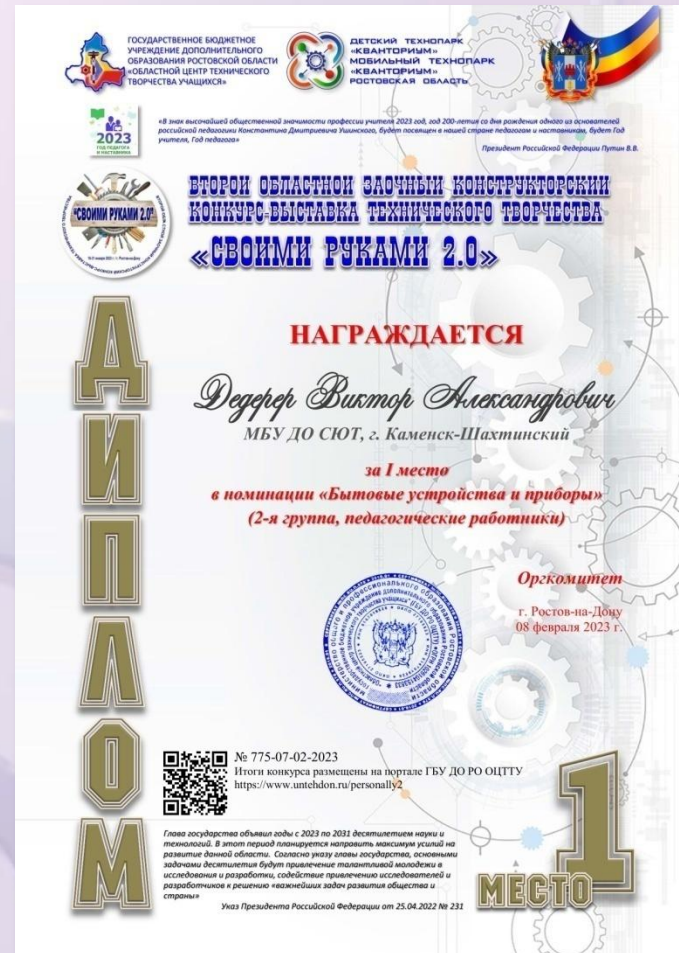 ГОСУДАРСТВЕННОЕ БЮДЖЕТНОЕ
УЧРЕЖДЕНИЕ ДОПОЛНИТЕЛЬНОГО
ОБРАЗОВАНИЯ РОСТОВСКОЙ ОБЛАСТИ
«ОБЛАСТНОЙ ЦЕНТР ТЕХНИЧЕСКОГО
ТВОРЧЕСТВА УЧАЩИХСЯ»
ДЕТСКИЙ ТЕХНОПАРК
«КВАНТОРИУМ»
МОБИЛЬНЫЙ ТЕХНОПАРК
«КВАНТОРИУМ»
РОСТОВСКАЯ ОБЛАСТЬ
2023
ГОД ПЕДАГОГА
И НАСТАВНИКА
«В знак высочайшей общественной значимости профессии учителя 2023 год, год 200-летия со дня рождения одного из основателей
российской педагогики Константина Дмитриевича Ушинского, будет посвящен в нашей стране педагогам и наставникам, будет Год
учителя, Год педагога»
Президент Российской Федерации Путин В.В.
"СВОИМИ РУКАМИ 2.0"
ВТОРОЙ ОБЛАСТНОЙ ЗАОЧНЫЙ КОНСТРУКТОРСКИЙ
КОНКУРС-ВЫСТАВКА ТЕХНИЧЕСКОГО ТВОРЧЕСТВА
«СВОИМИ РУКАМИ 2.0»
ДИПЛОМ
НАГРАЖДАЕТСЯ
Дедерер Виктор Александрович
МБУ ДО СЮТ, г. Каменск-Шахтинский
за I место
в номинации «Бытовые устройства и приборы»
(2-я группа, педагогические работники)
Оргкомитет
г. Ростов-на-Дону
08 февраля 2023 г.
№ 775-07-02-2023
Итоги конкурса размещены на портале ГБУ ДО РО ОЦТТУ
https://www.untehdon.ru/personally2
Глава государства объявил годы с 2023 по 2031 десятилетием науки и
технологий. В этот период планируется направить максимум усилий на
развитие данной области. Согласно указу главы государства, основными
задачами десятилетия будут привлечение талантливой молодежи в
исследования и разработки, содействие привлечению исследователей и
разработчиков к решению «важнейших задач развития общества и
страны»
Указ Президента Российской Федерации от 25.04.2022 № 231
1
МЕСТО